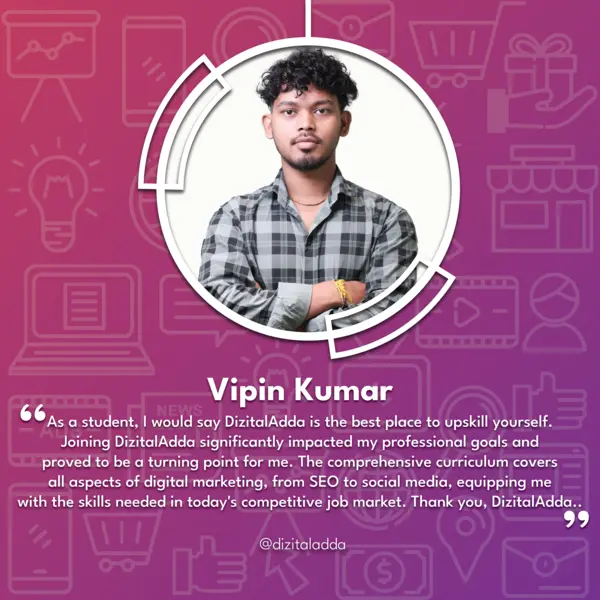 Vipin Kumar
“As a student, I would say DizitalAdda is the best place to upskill yourself.
Joining DizitalAdda significantly impacted my professional goals and
proved to be a turning point for me. The comprehensive curriculum covers
all aspects of digital marketing, from SEO to social media, equipping me
with the skills needed in today's competitive job market. Thank you, DizitalAdda..
”
@dizitaladda
NEWS